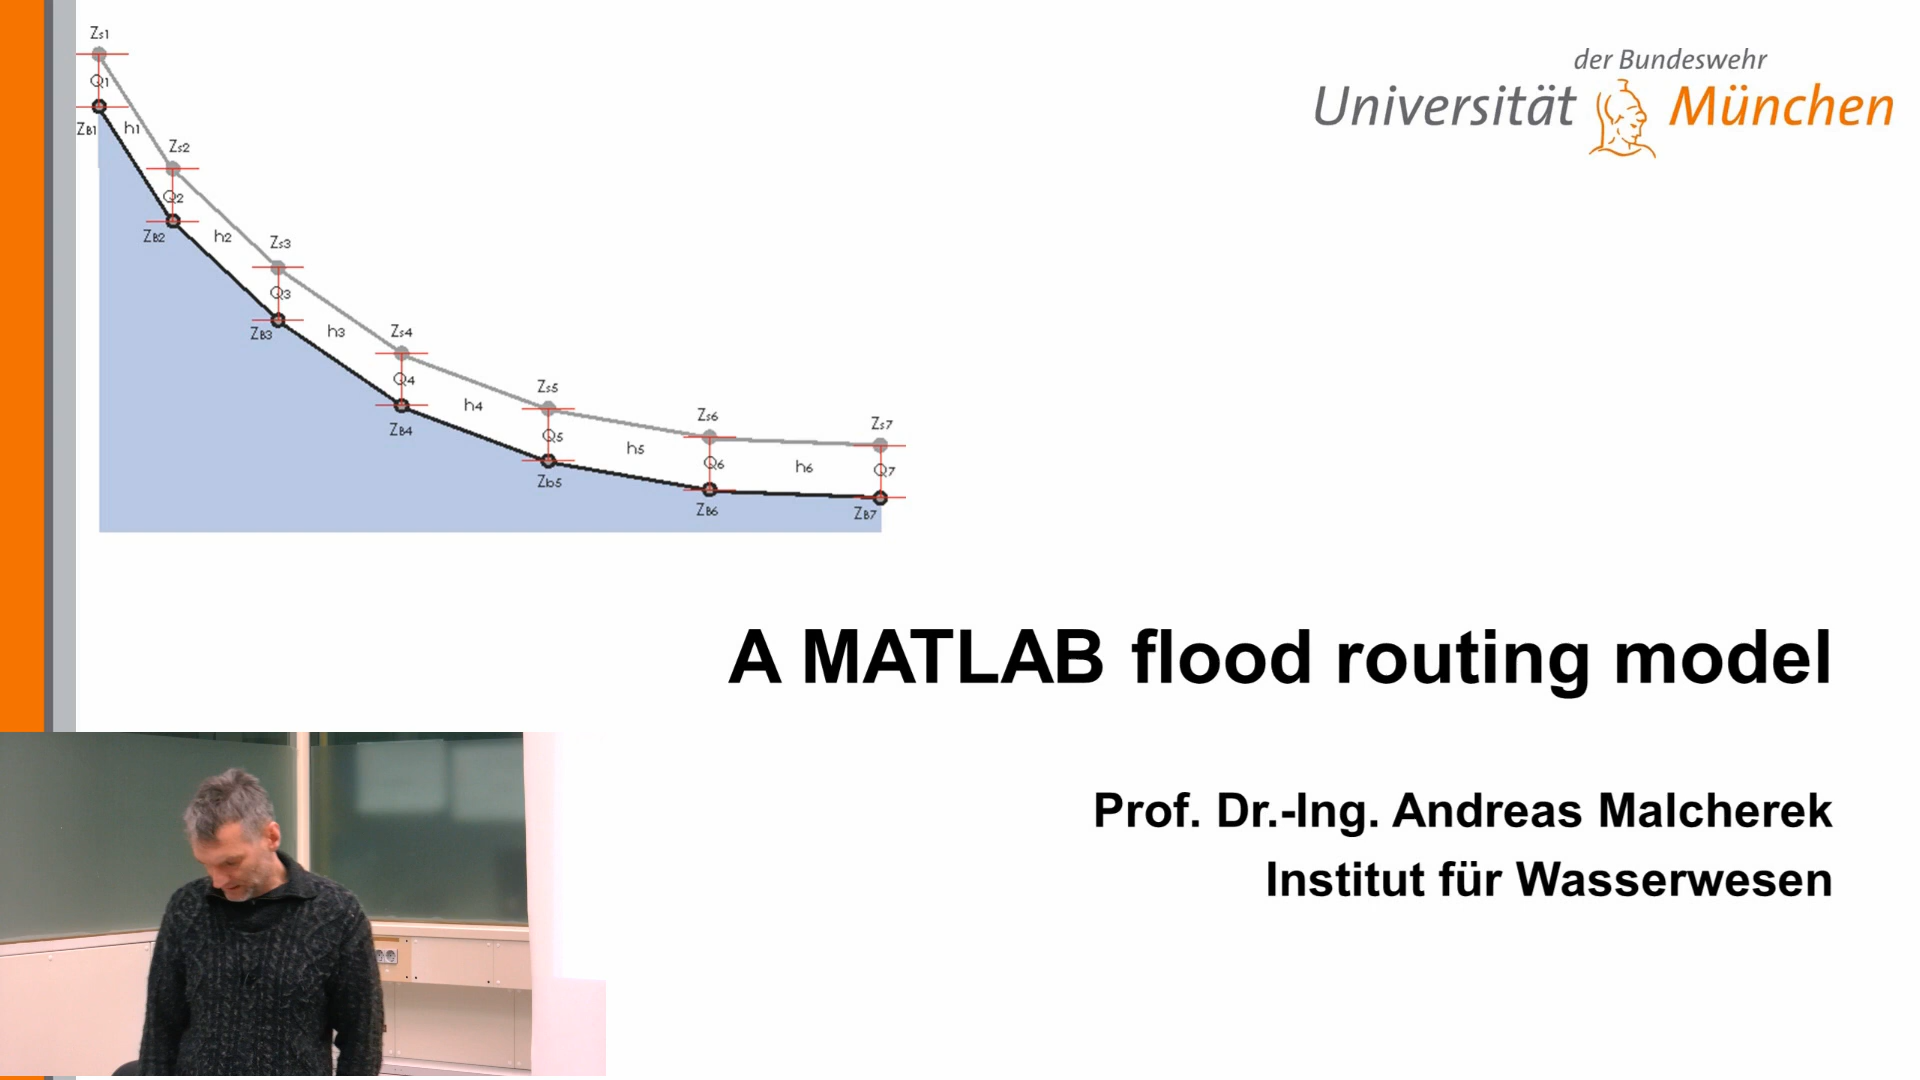 Zs1
Q1
ZB1
h1
Zs2
Q2
ZB2
h2
Zs3
Q3
ZB3
h3
Zs4
Q4
ZB4
h4
Zs5
Q5
Zb5
h5
Zs6
Q6
ZB6
h6
Zs7
Q7
ZB7
der Bundeswehr
Universität München
A MATLAB flood routing model
Prof. Dr.-Ing. Andreas Malcherek
Institut für Wasserwesen